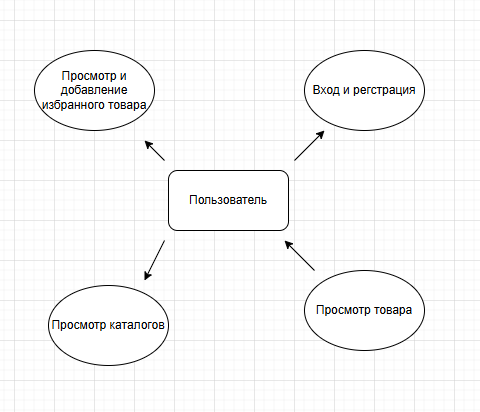 Просмотр и
добавление
избранного товара
Вход и регстрация
Пользователь
Просмотр каталогов
Просмотр товара